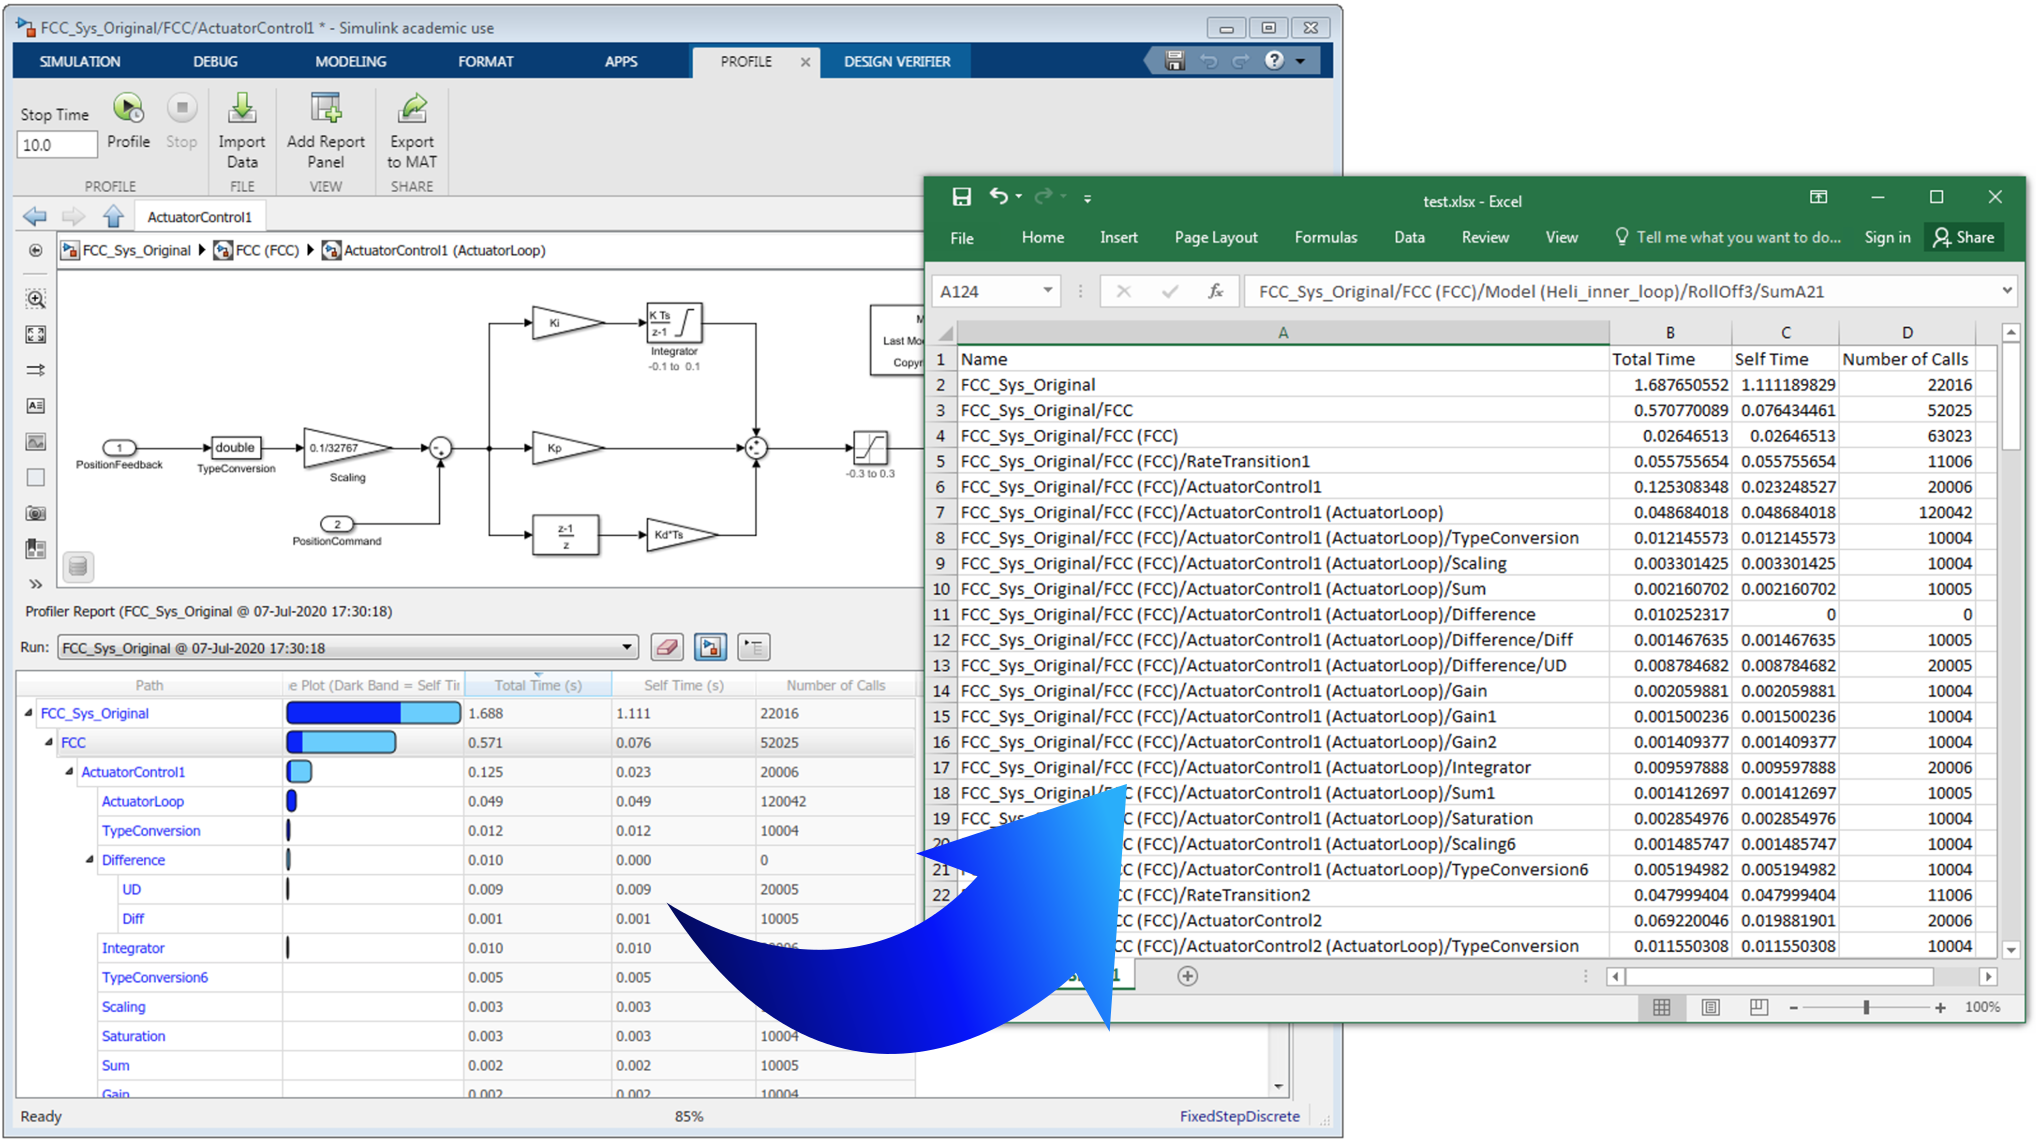 FCC_Sys_Original/FCC/ActuatorControl1 * - Simulink academic use
SIMULATION DEBUG MODELING FORMAT APPS PROFILE DESIGN VERIFIER
Stop Time
10.0
Profile Stop Import Data Add Report Panel Export to MAT
PROFILE FILE VIEW SHARE
ActuatorControl1
FCC_Sys_Original FCC (FCC) ActuatorControl1 (ActuatorLoop)
Ki
K Ts
z-1
Integrator
-0.1 to 0.1
M
Last Mo
Copyr
1
PositionFeedback
double
TypeConversion
0.1/32767
Scaling
Kp
-0.3 to 0.3
2
PositionCommand
z-1
z
Kd*Ts
Profiler Report (FCC_Sys_Original @ 07-Jul-2020 17:30:18)
Run: FCC_Sys_Original @ 07-Jul-2020 17:30:18
Path e Plot (Dark Band = Self Tir Total Time (s) Self Time (s) Number of Calls
FCC_Sys_Original 1.688 1.111 22016
FCC 0.571 0.076 52025
ActuatorControl1 0.125 0.023 20006
ActuatorLoop 0.049 0.049 120042
TypeConversion 0.012 0.012 10004
Difference 0.010 0.000 0
UD 0.009 0.009 20005
Diff 0.001 0.001 10005
Integrator 0.010 0.010
TypeConversion6 0.005 0.005
Scaling 0.003 0.003
Saturation 0.003 0.003 10004
Sum 0.002 0.002 10005
Gain 0.002 0.002 10004
Ready 85% FixedStepDiscrete
test.xlsx - Excel
File Home Insert Page Layout Formulas Data Review View Tell me what you want to do... Sign in Share
A124 fx FCC_Sys_Original/FCC (FCC)/Model (Heli_inner_loop)/RollOff3/SumA21
A B C D
1 Name Total Time Self Time Number of Calls
2 FCC_Sys_Original 1.687650552 1.111189829 22016
3 FCC_Sys_Original/FCC 0.570770089 0.076434461 52025
4 FCC_Sys_Original/FCC (FCC) 0.02646513 0.02646513 63023
5 FCC_Sys_Original/FCC (FCC)/RateTransition1 0.055755654 0.055755654 11006
6 FCC_Sys_Original/FCC (FCC)/ActuatorControl1 0.125308348 0.023248527 20006
7 FCC_Sys_Original/FCC (FCC)/ActuatorControl1 (ActuatorLoop) 0.048684018 0.048684018 120042
8 FCC_Sys_Original/FCC (FCC)/ActuatorControl1 (ActuatorLoop)/TypeConversion 0.012145573 0.012145573 10004
9 FCC_Sys_Original/FCC (FCC)/ActuatorControl1 (ActuatorLoop)/Scaling 0.003301425 0.003301425 10004
10 FCC_Sys_Original/FCC (FCC)/ActuatorControl1 (ActuatorLoop)/Sum 0.002160702 0.002160702 10005
11 FCC_Sys_Original/FCC (FCC)/ActuatorControl1 (ActuatorLoop)/Difference 0.010252317 0 0
12 FCC_Sys_Original/FCC (FCC)/ActuatorControl1 (ActuatorLoop)/Difference/Diff 0.001467635 0.001467635 10005
13 FCC_Sys_Original/FCC (FCC)/ActuatorControl1 (ActuatorLoop)/Difference/UD 0.008784682 0.008784682 20005
14 FCC_Sys_Original/FCC (FCC)/ActuatorControl1 (ActuatorLoop)/Gain 0.002059881 0.002059881 10004
15 FCC_Sys_Original/FCC (FCC)/ActuatorControl1 (ActuatorLoop)/Gain1 0.001500236 0.001500236 10004
16 FCC_Sys_Original/FCC (FCC)/ActuatorControl1 (ActuatorLoop)/Gain2 0.001409377 0.001409377 10004
17 FCC_Sys_Original/FCC (FCC)/ActuatorControl1 (ActuatorLoop)/Integrator 0.009597888 0.009597888 20006
18 FCC_Sys_Original/FCC (FCC)/ActuatorControl1 (ActuatorLoop)/Sum1 0.001412697 0.001412697 10005
19 FCC_Sys C (FCC)/ActuatorControl1 (ActuatorLoop)/Saturation 0.002854976 0.002854976 10004
20 C (FCC)/ActuatorControl1 (ActuatorLoop)/Scaling6 0.001485747 0.001485747 10004
21 C (FCC)/ActuatorControl1 (ActuatorLoop)/TypeConversion6 0.005194982 0.005194982 10004
22 (FCC)/RateTransition2 0.047999404 0.047999404 11006
CC (FCC)/ActuatorControl2 0.069220046 0.019881901 20006
CC (FCC)/ActuatorControl2 (ActuatorLoop)/TypeConversion 0.011550308 0.011550308 10004
1
100%